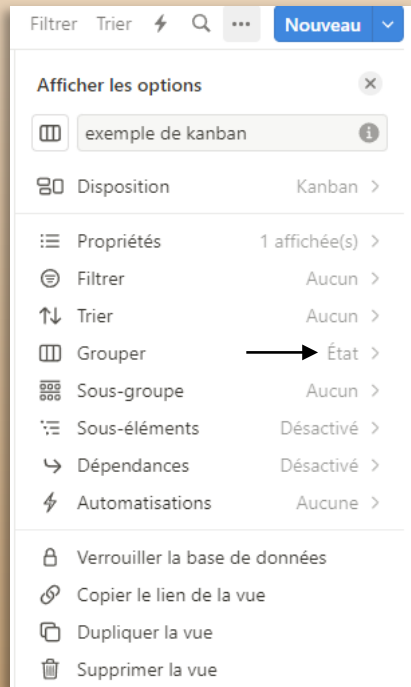 Filtrer Trier Nouveau
Afficher les options
exemple de kanban
Disposition Kanban
Propriétés 1 affichée(s)
Filtrer Aucun
Trier Aucun
Grouper État
Sous-groupe Aucun
Sous-éléments Désactivé
Dépendances Désactivé
Automatisations Aucune
Verrouiller la base de données
Copier le lien de la vue
Dupliquer la vue
Supprimer la vue